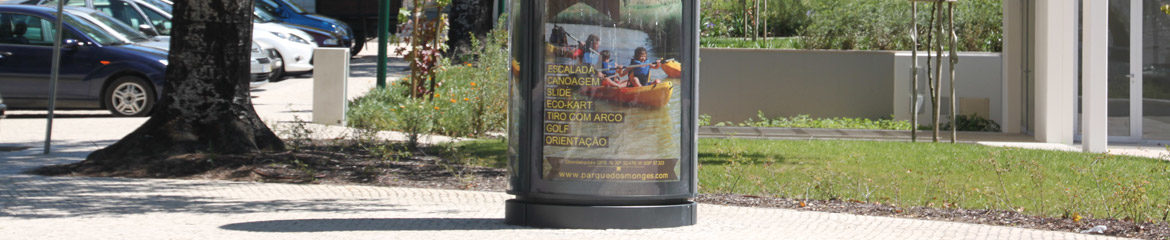 ESCALADA
CANOAGEM
SLIDE
ECO-KART
TIRO COM ARCO
GOLF
ORIENTAÇÃO
www.parquedosmonges.com